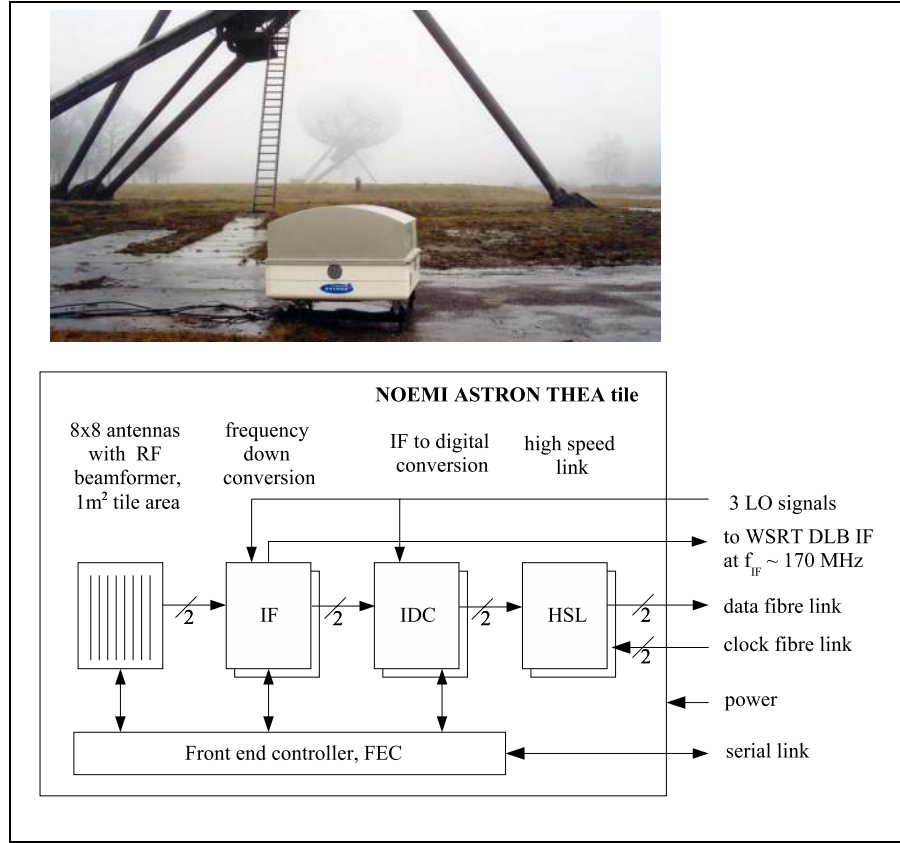 NOEMI ASTRON THEA tile
8x8 antennas
with RF
beamformer,
1m² tile area
frequency
down
conversion
IF to digital
conversion
high speed
link
3 LO signals
to WSRT DLB IF
at f_IF ~ 170 MHz
2
IF
2
IDC
2
HSL
2
data fibre link
2
clock fibre link
power
Front end controller, FEC
serial link